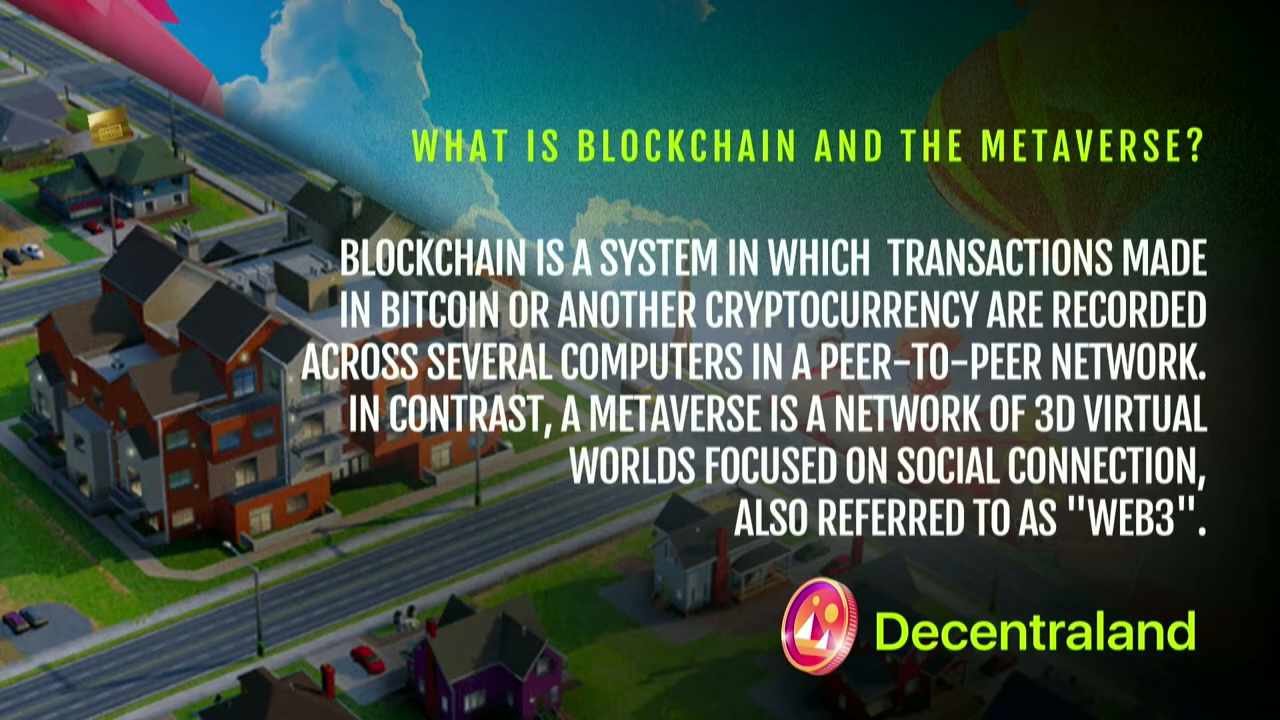 WHAT IS BLOCKCHAIN AND THE METAVERSE?
BLOCKCHAIN IS A SYSTEM IN WHICH TRANSACTIONS MADE
IN BITCOIN OR ANOTHER CRYPTOCURRENCY ARE RECORDED
ACROSS SEVERAL COMPUTERS IN A PEER-TO-PEER NETWORK.
IN CONTRAST, A METAVERSE IS A NETWORK OF 3D VIRTUAL
WORLDS FOCUSED ON SOCIAL CONNECTION,
ALSO REFERRED TO AS "WEB3".
Decentraland